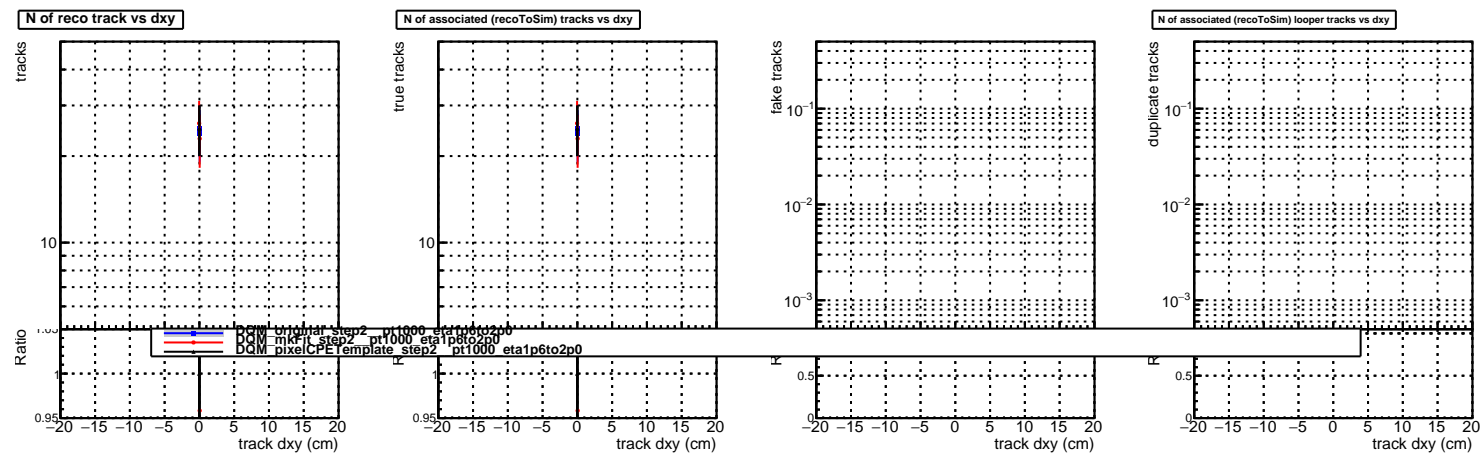 N of reco track vs dxy
N of associated (recoToSim) tracks vs dxy
N of associated (recoToSim) looper tracks vs dxy
tracks
10
true tracks
10
fake tracks
10−1
10−2
10−3
duplicate tracks
10−1
10−2
10−3
DQM_original_step2__pt1000_eta1p6to2p0
DQM_mkFit_step2__pt1000_eta1p6to2p0
DQM_pixelCPETemplate_step2__pt1000_eta1p6to2p0
Ratio
1.05
1
0.95
1
0.95
0.5
0
0.5
0
−20 −15 −10 −5 0 5 10 15 20
track dxy (cm)
−20 −15 −10 −5 0 5 10 15 20
track dxy (cm)
−20 −15 −10 −5 0 5 10 15 20
track dxy (cm)
−20 −15 −10 −5 0 5 10 15 20
track dxy (cm)